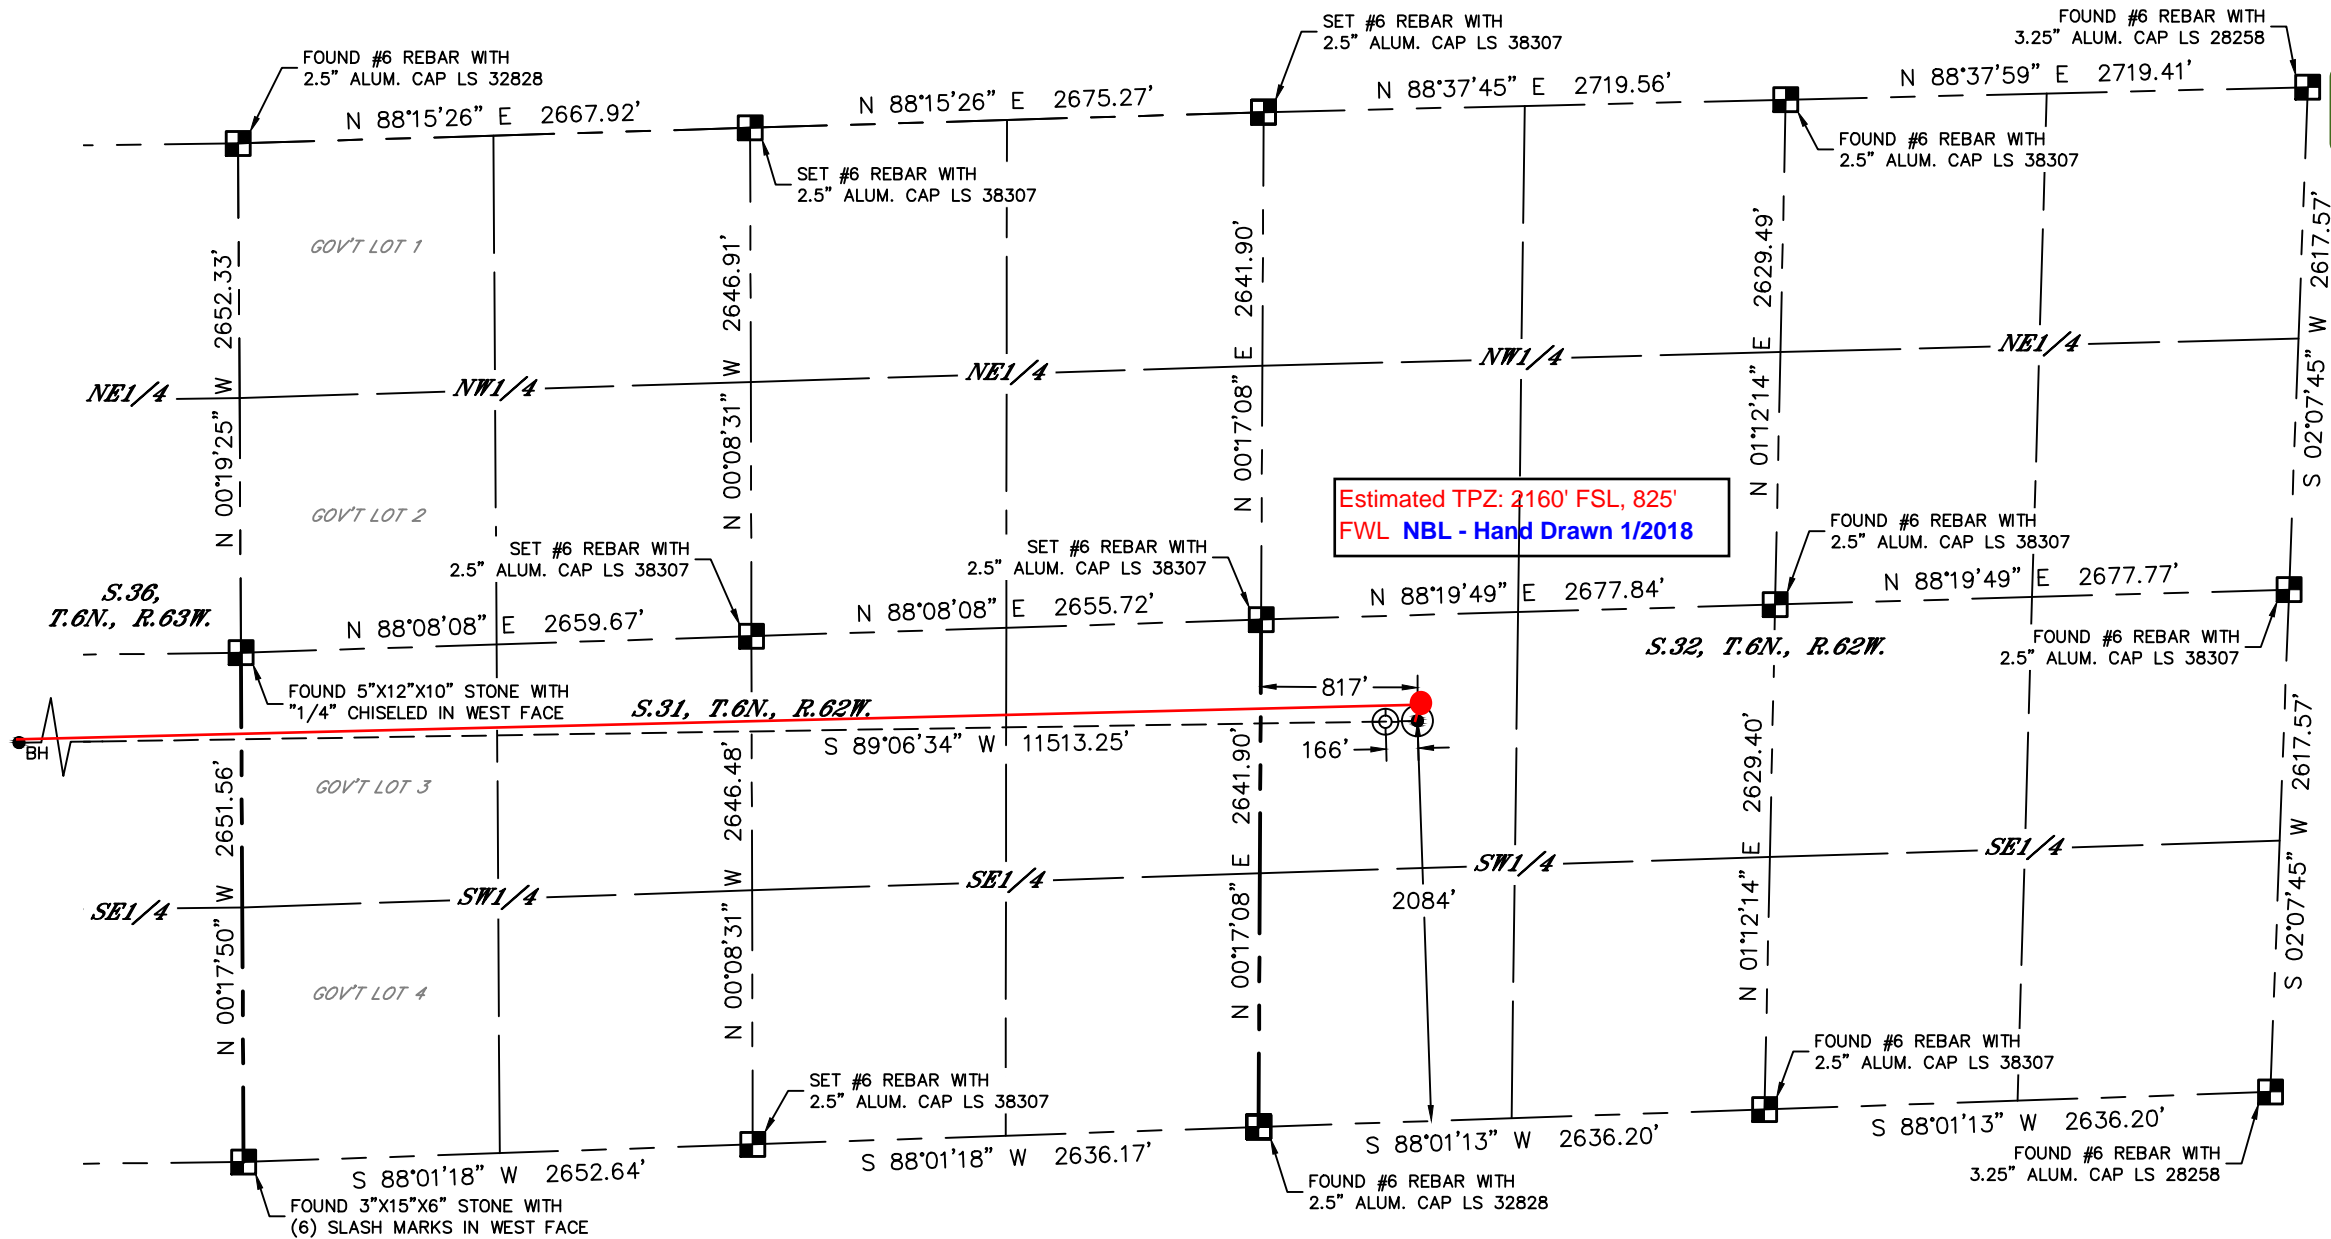 SET #6 REBAR WITH
2.5" ALUM. CAP LS 38307
FOUND #6 REBAR WITH
3.25" ALUM. CAP LS 28258
FOUND #6 REBAR WITH
2.5" ALUM. CAP LS 32828
N 88°15'26" E 2667.92'
N 88°15'26" E 2675.27'
N 88°37'45" E 2719.56'
N 88°37'59" E 2719.41'
SET #6 REBAR WITH
2.5" ALUM. CAP LS 38307
FOUND #6 REBAR WITH
2.5" ALUM. CAP LS 38307
GOV'T LOT 1
N 00°19'25" W 2652.33'
N 00°08'31" W 2646.91'
N 00°17'08" E 2641.90'
N 01°12'14" E 2629.49'
S 02°07'45" W 2617.57'
NE1/4
NW1/4
NE1/4
NW1/4
NE1/4
GOV'T LOT 2
Estimated TPZ: 2160' FSL, 825'
FWL NBL - Hand Drawn 1/2018
SET #6 REBAR WITH
2.5" ALUM. CAP LS 38307
SET #6 REBAR WITH
2.5" ALUM. CAP LS 38307
FOUND #6 REBAR WITH
2.5" ALUM. CAP LS 38307
S.36,
T.6N., R.63W.
N 88°08'08" E 2659.67'
N 88°08'08" E 2655.72'
N 88°19'49" E 2677.84'
N 88°19'49" E 2677.77'
S.32, T.6N., R.62W.
FOUND #6 REBAR WITH
2.5" ALUM. CAP LS 38307
FOUND 5"X12"X10" STONE WITH
"1/4" CHISELED IN WEST FACE
S.31, T.6N., R.62W.
817'
BH
S 89°06'34" W 11513.25'
166'
GOV'T LOT 3
N 00°17'50" W 2651.56'
N 00°08'31" W 2646.48'
N 00°17'08" E 2641.90'
N 01°12'14" E 2629.40'
S 02°07'45" W 2617.57'
SE1/4
SW1/4
SE1/4
SW1/4
SE1/4
2084'
GOV'T LOT 4
SET #6 REBAR WITH
2.5" ALUM. CAP LS 38307
FOUND #6 REBAR WITH
2.5" ALUM. CAP LS 38307
S 88°01'18" W 2652.64'
S 88°01'18" W 2636.17'
S 88°01'13" W 2636.20'
S 88°01'13" W 2636.20'
FOUND #6 REBAR WITH
3.25" ALUM. CAP LS 28258
FOUND 3"X15"X6" STONE WITH
(6) SLASH MARKS IN WEST FACE
FOUND #6 REBAR WITH
2.5" ALUM. CAP LS 32828